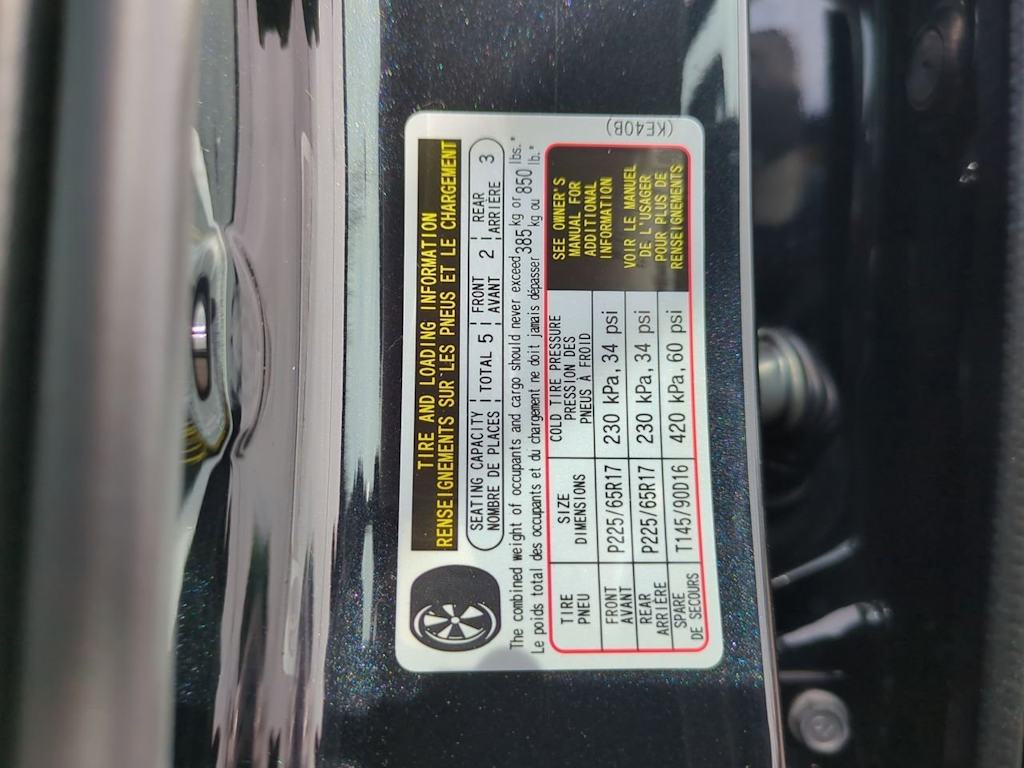 TIRE AND LOADING INFORMATION
RENSEIGNEMENTS SUR LES PNEUS ET LE CHARGEMENT
SEATING CAPACITY TOTAL 5 FRONT 2 REAR 3
NOMBRE DE PLACES AVANT ARRIÈRE
The combined weight of occupants and cargo should never exceed 385 kg or 850 lbs.*
Le poids total des occupants et du chargement ne doit jamais dépasser kg ou lb.*
TIRE SIZE COLD TIRE PRESSURE
PNEU DIMENSIONS PRESSION DES
PNEUS À FROID
FRONT P225/65R17 230 kPa, 34 psi
AVANT
REAR P225/65R17 230 kPa, 34 psi
ARRIÈRE
SPARE T145/90D16 420 kPa, 60 psi
DE SECOURS
SEE OWNER'S
MANUAL FOR
ADDITIONAL
INFORMATION
VOIR LE MANUEL
DE L'USAGER
POUR PLUS DE
RENSEIGNEMENTS
(KE40B)